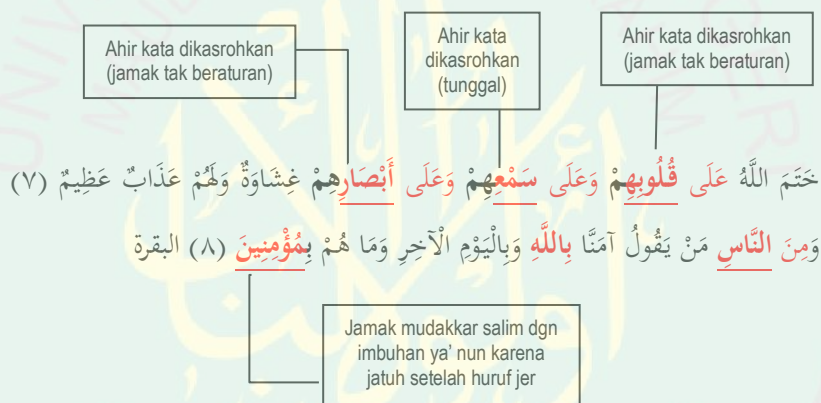 Ahir kata dikasrohkan
(jamak tak beraturan)
Ahir kata
dikasrohkan
(tunggal)
Ahir kata dikasrohkan
(jamak tak beraturan)
خَتَمَ اللَّهُ عَلَى قُلُوبِهِمْ وَعَلَى سَمْعِهِمْ وَعَلَى أَبْصَارِهِمْ غِشَاوَةٌ وَلَهُمْ عَذَابٌ عَظِيمٌ (٧)
وَمِنَ النَّاسِ مَنْ يَقُولُ آمَنَّا بِاللَّهِ وَبِالْيَوْمِ الْآخِرِ وَمَا هُمْ بِمُؤْمِنِينَ (٨) البقرة
Jamak mudakkar salim dgn
imbuhan ya' nun karena
jatuh setelah huruf jer